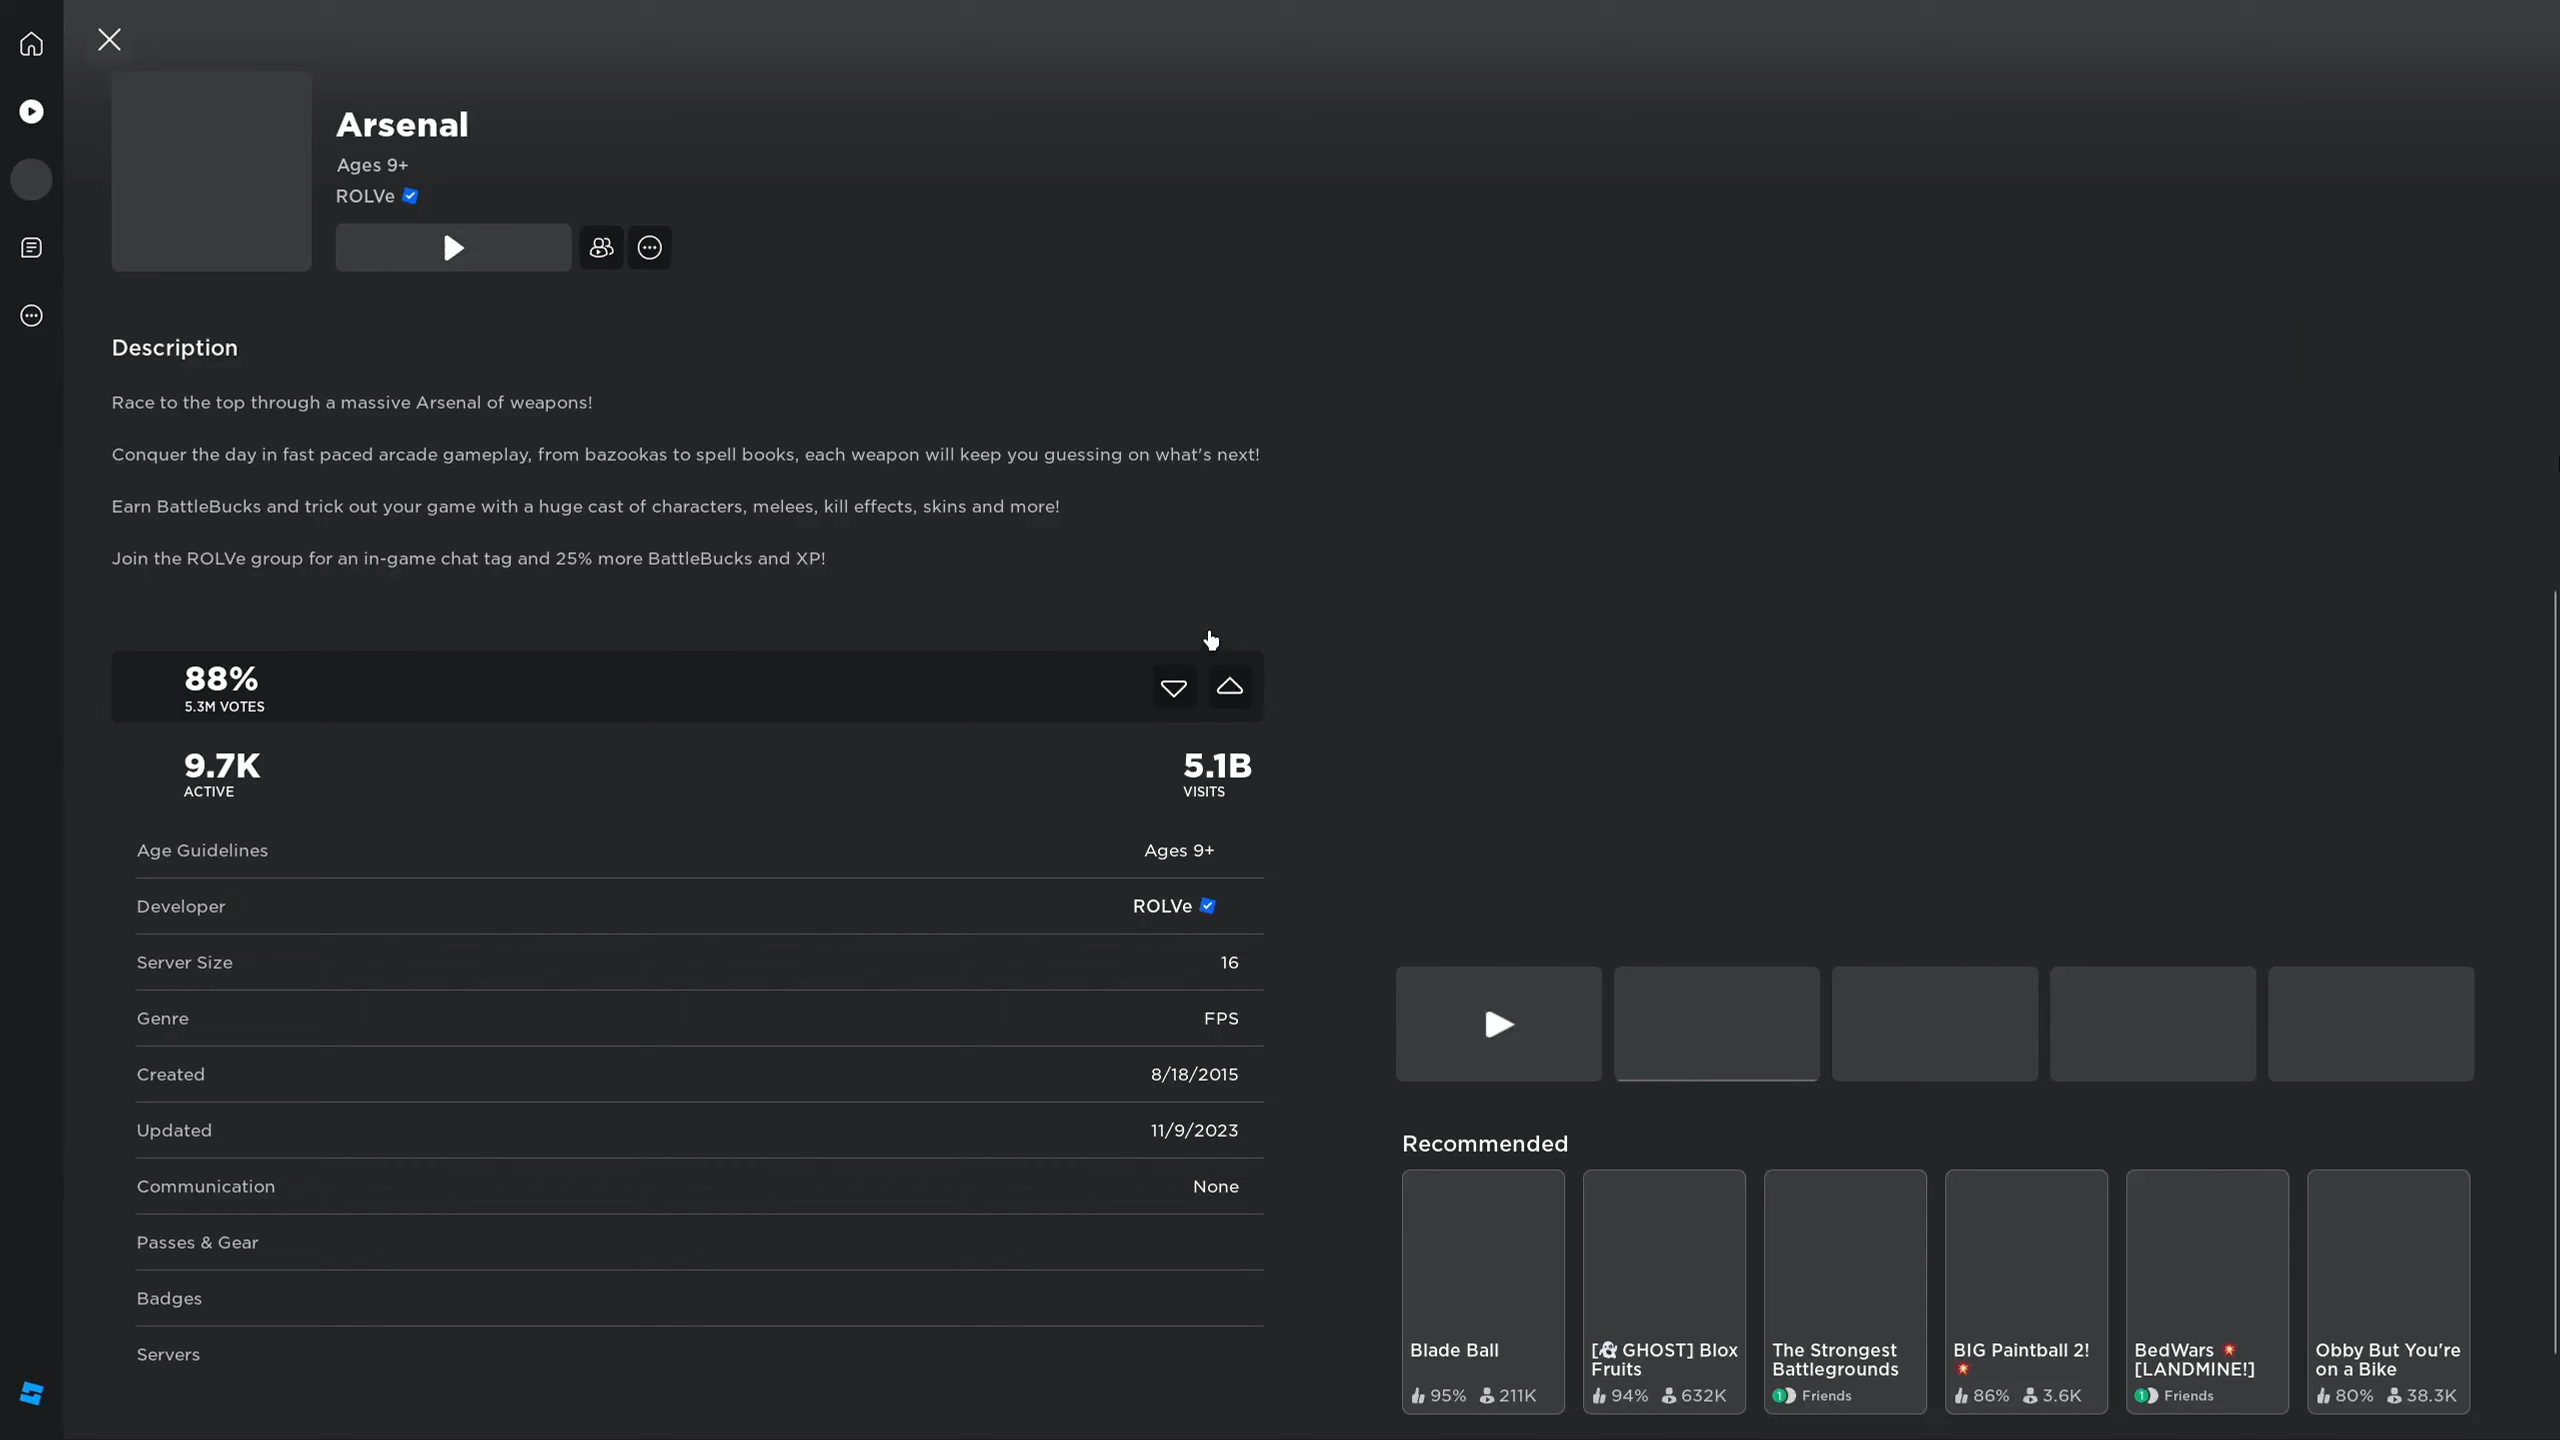 Arsenal
Ages 9+
ROLVe
Description
Race to the top through a massive Arsenal of weapons!
Conquer the day in fast paced arcade gameplay, from bazookas to spell books, each weapon will keep you guessing on what's next!
Earn BattleBucks and trick out your game with a huge cast of characters, melees, kill effects, skins and more!
Join the ROLVe group for an in-game chat tag and 25% more BattleBucks and XP!
88%
5.3M VOTES
9.7K
ACTIVE
5.1B
VISITS
Age Guidelines Ages 9+
Developer ROLVe
Server Size 16
Genre FPS
Created 8/18/2015
Updated 11/9/2023
Communication None
Passes & Gear
Badges
Servers
Recommended
Blade Ball
95% 211K
[👻 GHOST] Blox
Fruits
94% 632K
The Strongest
Battlegrounds
1 Friends
BIG Paintball 2!
💥
86% 3.6K
BedWars 💥
[LANDMINE!]
1 Friends
Obby But You're
on a Bike
80% 38.3K